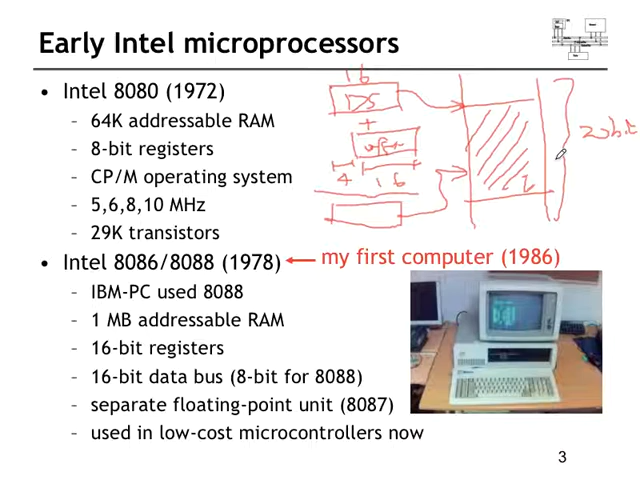 Early Intel microprocessors
• Intel 8080 (1972)
– 64K addressable RAM
– 8-bit registers
– CP/M operating system
– 5,6,8,10 MHz
– 29K transistors
• Intel 8086/8088 (1978)
my first computer (1986)
– IBM-PC used 8088
– 1 MB addressable RAM
– 16-bit registers
– 16-bit data bus (8-bit for 8088)
– separate floating-point unit (8087)
– used in low-cost microcontrollers now
16
DS
+
4 16
20 bit
3